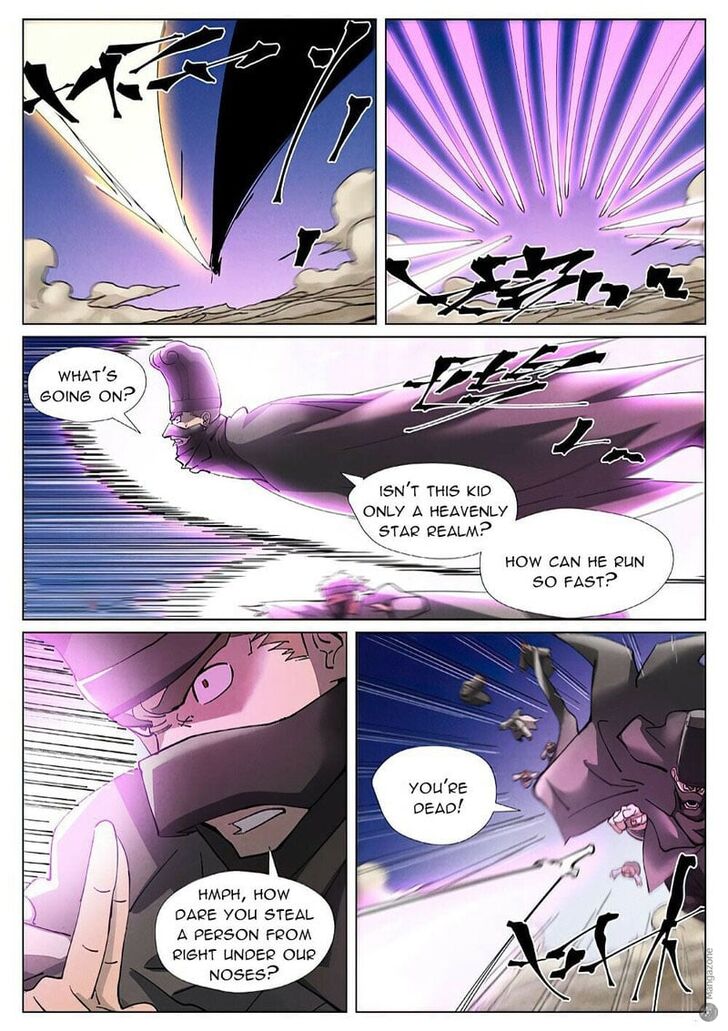 WHAT'S
GOING ON?
ISN'T THIS KID
ONLY A HEAVENLY
STAR REALM?
HOW CAN HE RUN
SO FAST?
HMPH, HOW
DARE YOU STEAL
A PERSON FROM
RIGHT UNDER OUR
NOSES?
YOU'RE
DEAD!
MangaZone